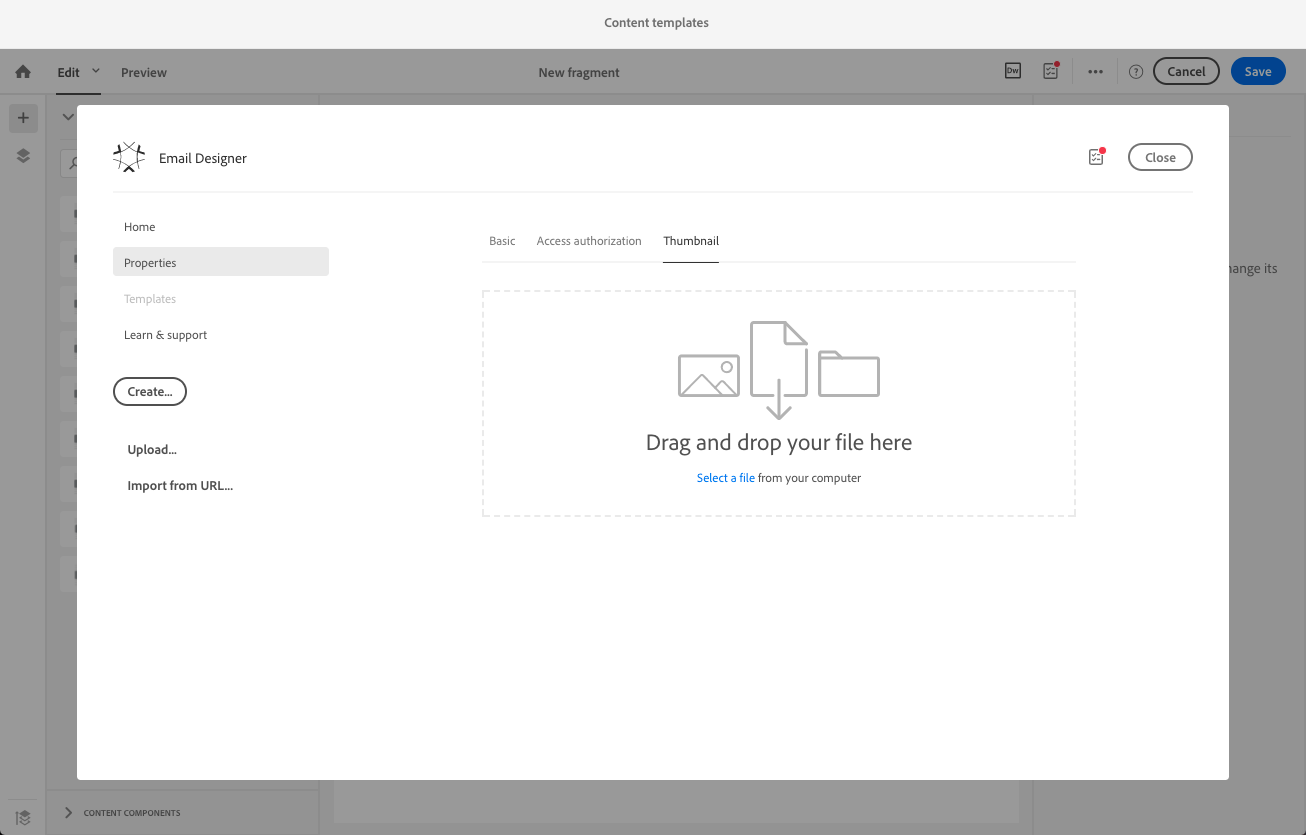 Content templates
Edit
Preview
New fragment
Dw
?
Cancel
Save
Email Designer
Close
Home
Properties
Templates
Learn & support
Create...
Upload...
Import from URL...
Basic
Access authorization
Thumbnail
Drag and drop your file here
Select a file from your computer
its
CONTENT COMPONENTS